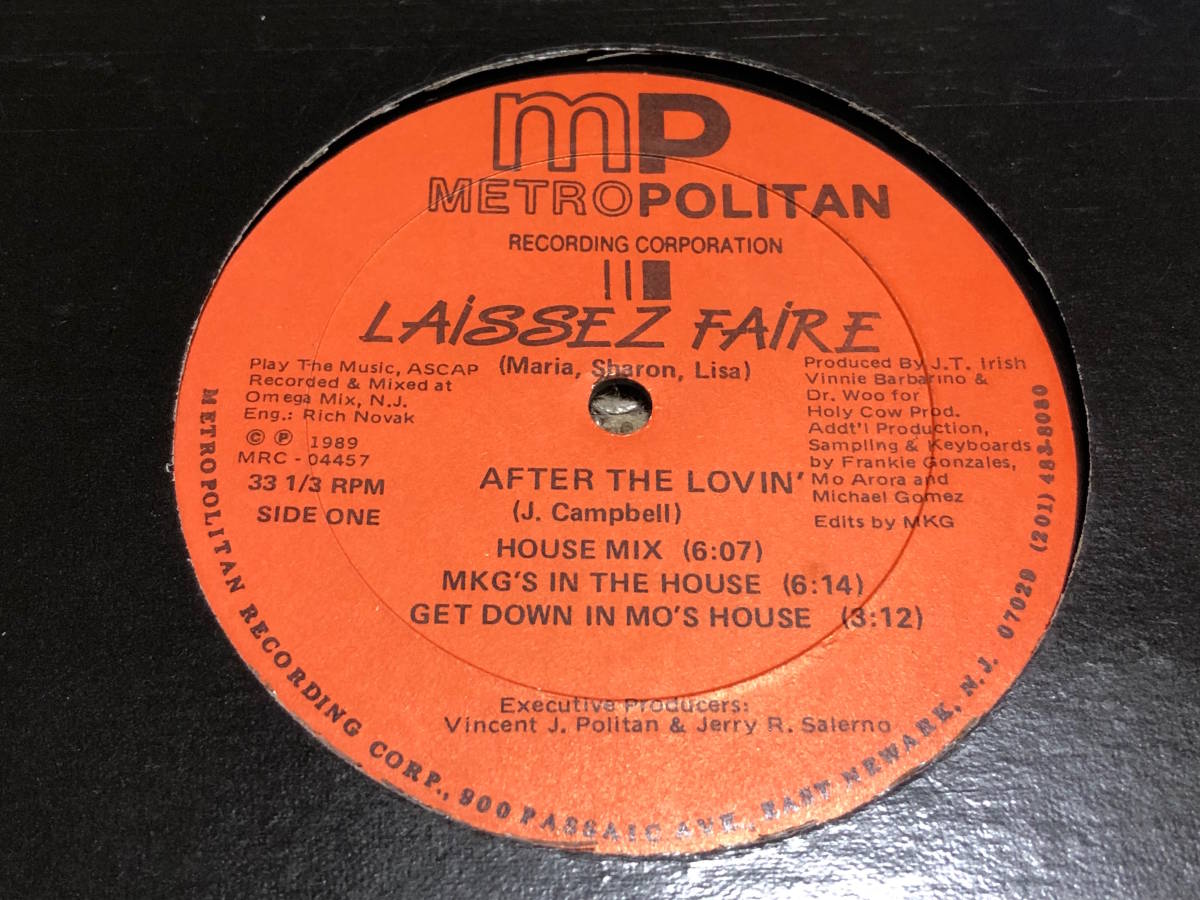 mP
METROPOLITAN
RECORDING CORPORATION
LAiSSEZ FAiRE
(Maria, Sharon, Lisa)
Play The Music, ASCAP
Recorded & Mixed at
Omega Mix, N.J.
Eng.: Rich Novak
© ℗ 1989
MRC - 04457
33 1/3 RPM
SIDE ONE
Produced By J.T. Irish
Vinnie Barbarino &
Dr. Woo for
Holy Cow Prod.
Addt'l Production,
Sampling & Keyboards
by Frankie Gonzales,
Mo Arora and
Michael Gomez
Edits by MKG
AFTER THE LOVIN'
(J. Campbell)
HOUSE MIX (6:07)
MKG'S IN THE HOUSE (6:14)
GET DOWN IN MO'S HOUSE (3:12)
Executive Producers:
Vincent J. Politan & Jerry R. Salerno
METROPOLITAN RECORDING CORP., 900 PASSAIC AVE., EAST NEWARK, N.J. 07029 (201) 483-8080